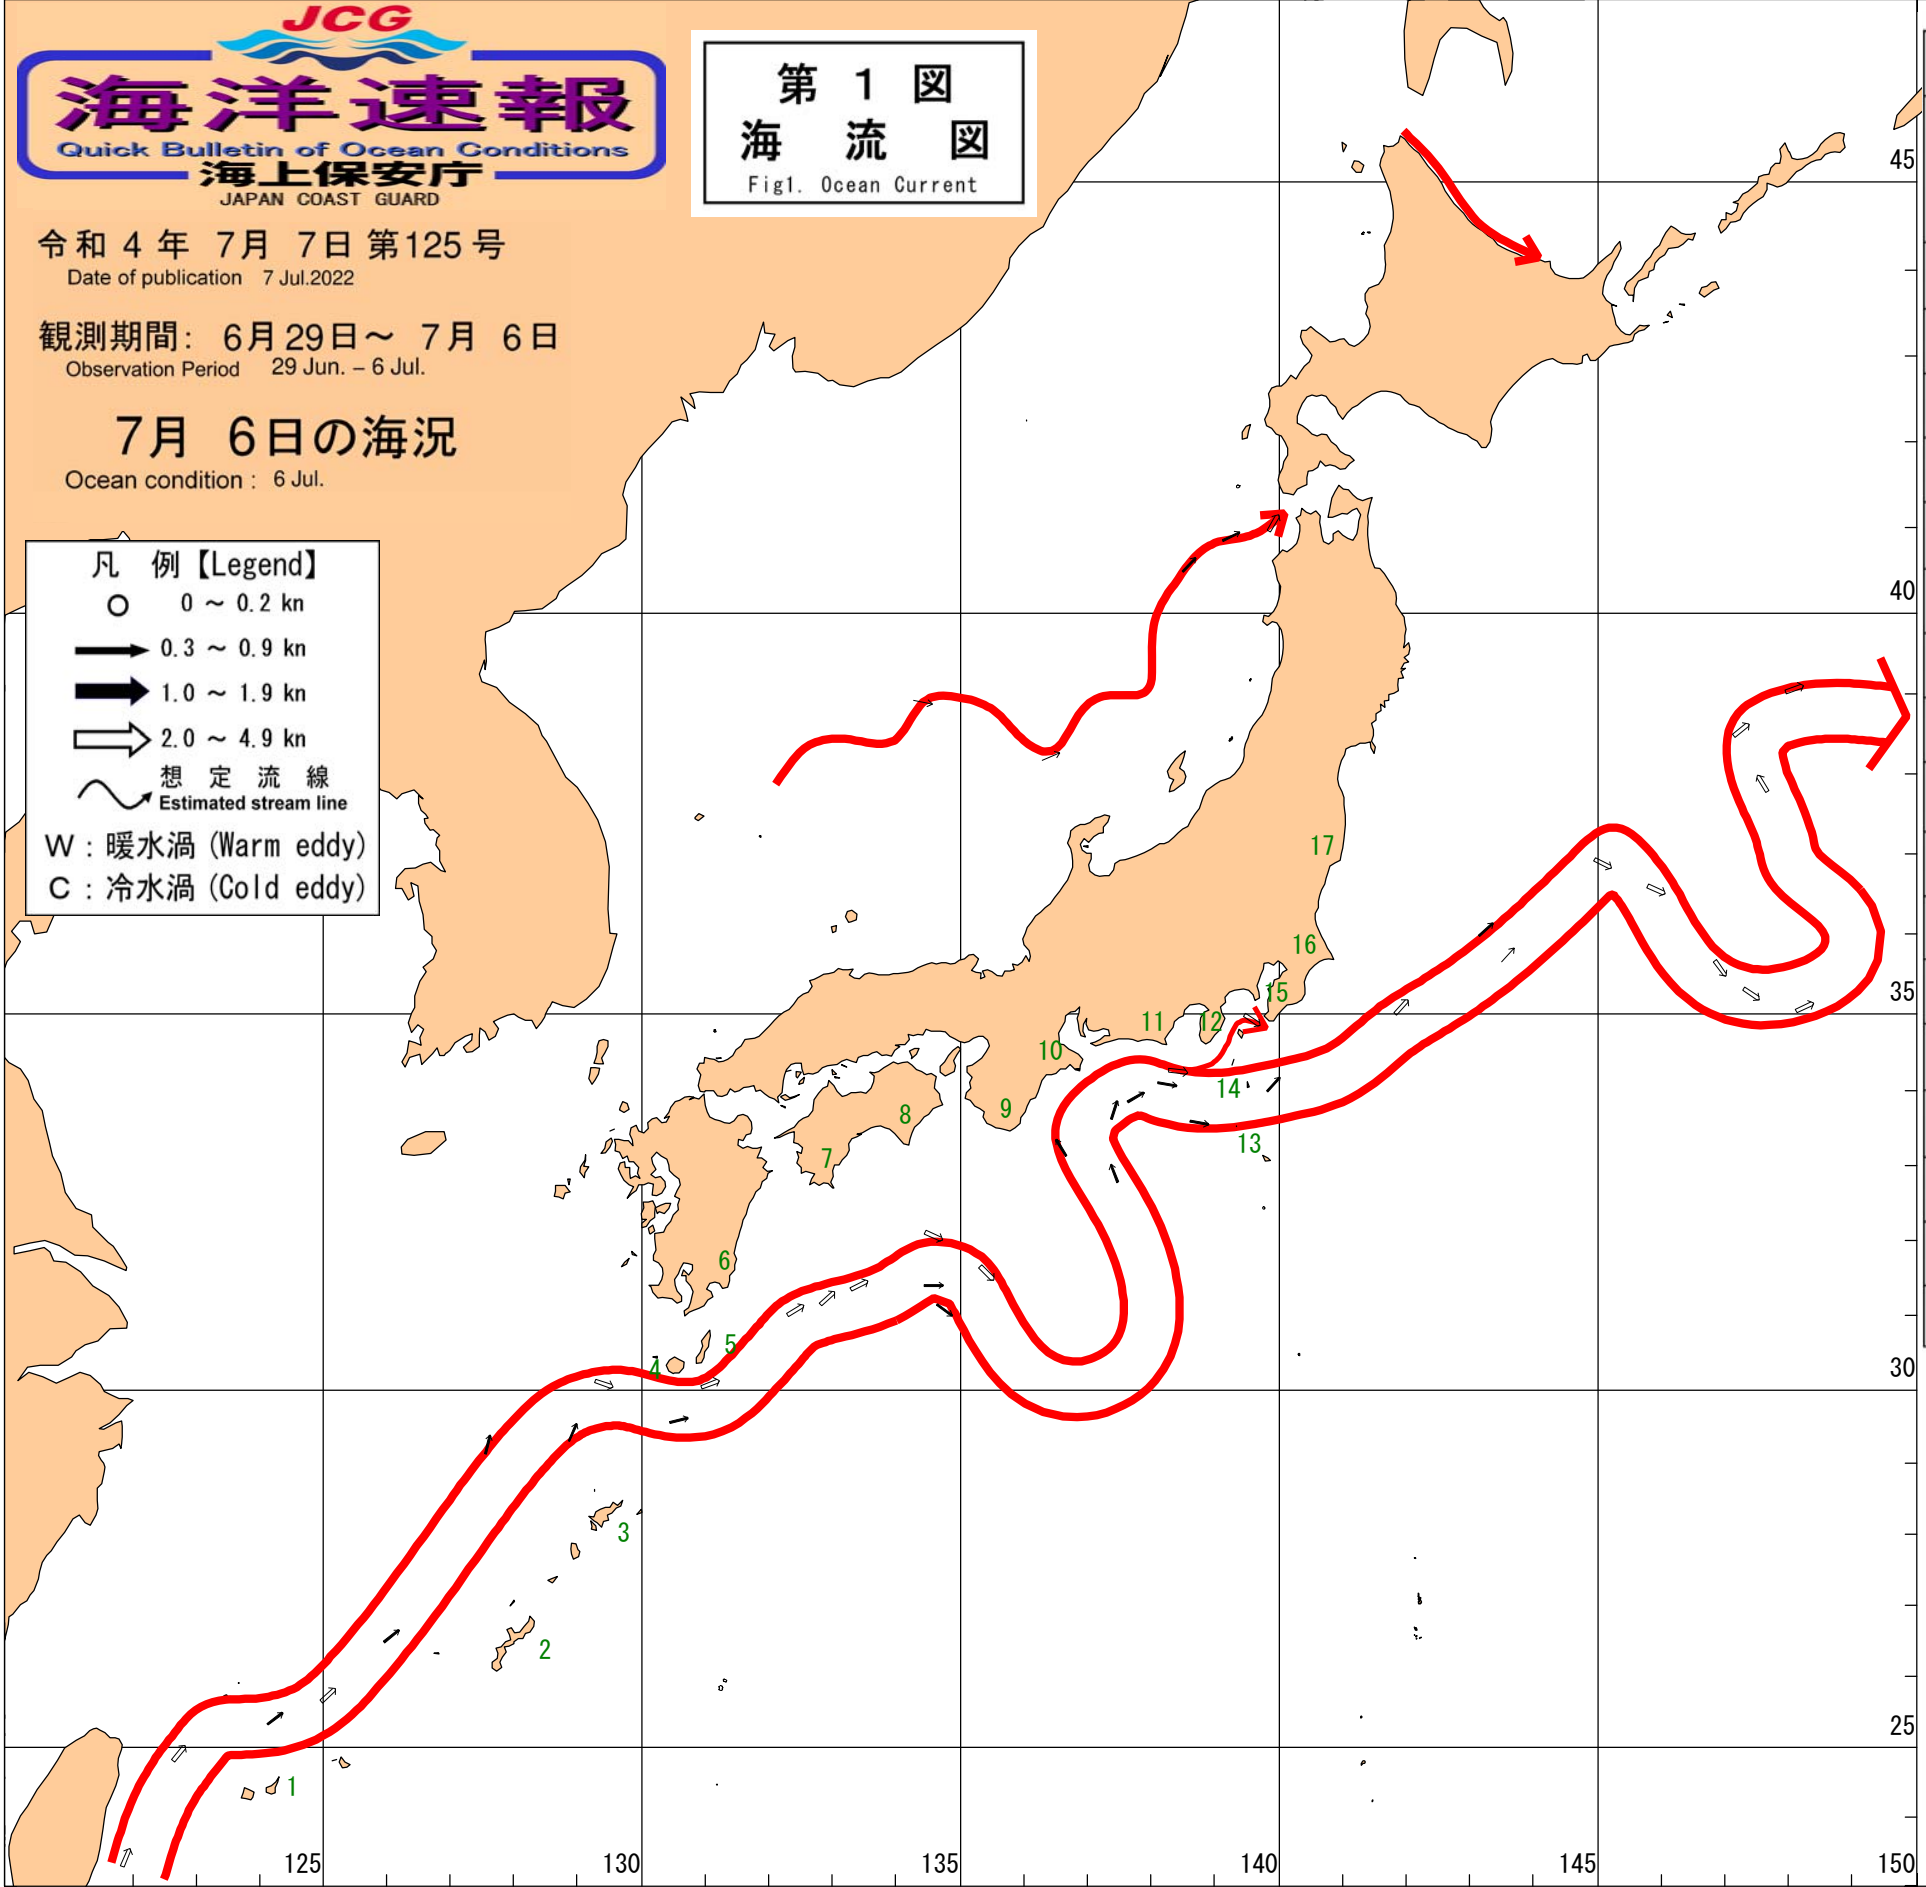 JCG
海洋速報
Quick Bulletin of Ocean Conditions
海上保安庁
JAPAN COAST GUARD
令和 4 年 7月 7日 第125号
Date of publication 7 Jul.2022
観測期間: 6月29日～ 7月 6日
Observation Period 29 Jun. – 6 Jul.
7月 6日の海況
Ocean condition : 6 Jul.
第 1 図
海 流 図
Fig1. Ocean Current
凡 例【Legend】
0 ～ 0.2 kn
0.3 ～ 0.9 kn
1.0 ～ 1.9 kn
2.0 ～ 4.9 kn
想 定 流 線
Estimated stream line
W : 暖水渦 (Warm eddy)
C : 冷水渦 (Cold eddy)
45
40
17
16
35
15
12
11
10
14
9
8
13
7
6
5
4
30
3
2
25
1
125
130
135
140
145
150